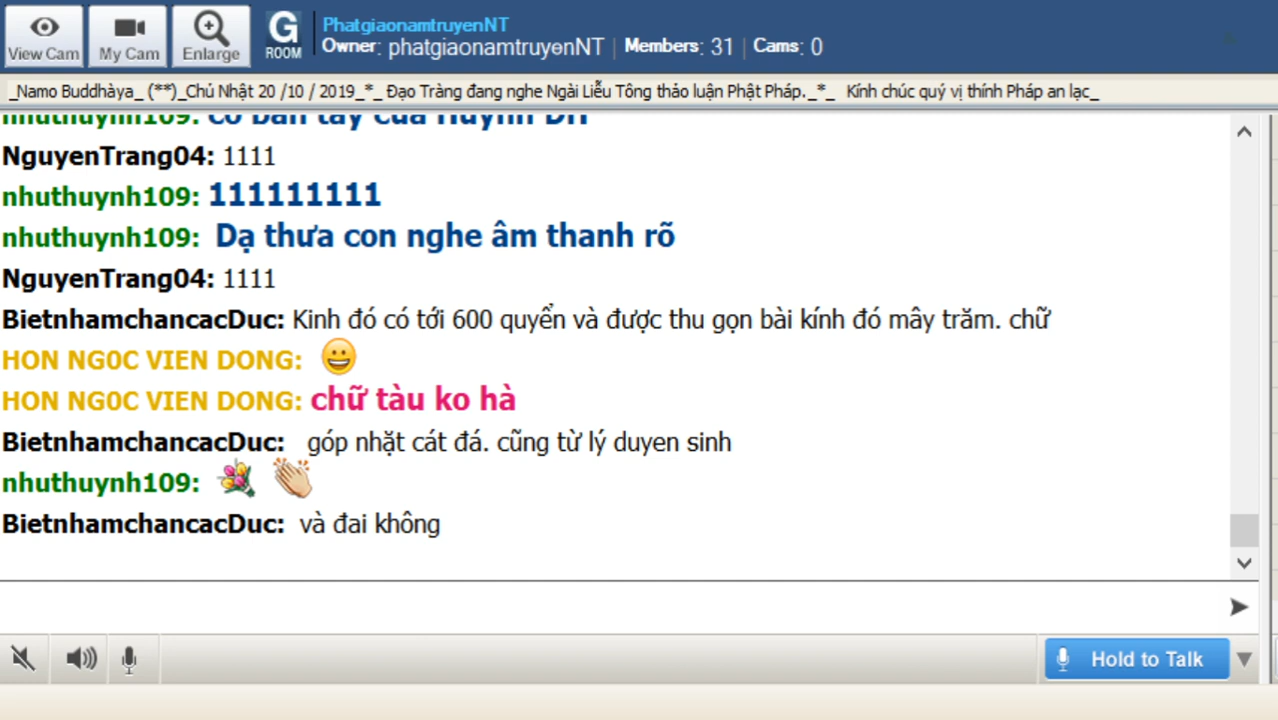 View Cam
My Cam
Enlarge
G
ROOM
PhatgiaonamtruyenNT
Owner: phatgiaonamtruyenNT | Members: 31 | Cams: 0
_Namo Buddhàya_ (**)_Chủ Nhật 20 /10 / 2019_*_ Đạo Tràng đang nghe Ngài Liễu Tông thảo luận Phật Pháp._*_ Kính chúc quý vị thính Pháp an lạc_
nhuthuynh109:
NguyenTrang04: 1111
nhuthuynh109: 111111111
nhuthuynh109: Dạ thưa con nghe âm thanh rõ
NguyenTrang04: 1111
BietnhamchancacDuc: Kinh đó có tới 600 quyển và được thu gọn bài kính đó mây trăm. chữ
HON NG0C VIEN DONG: 😀
HON NG0C VIEN DONG: chữ tàu ko hà
BietnhamchancacDuc: góp nhặt cát đá. cũng từ lý duyen sinh
nhuthuynh109: 💐 👏
BietnhamchancacDuc: và đai không
Hold to Talk